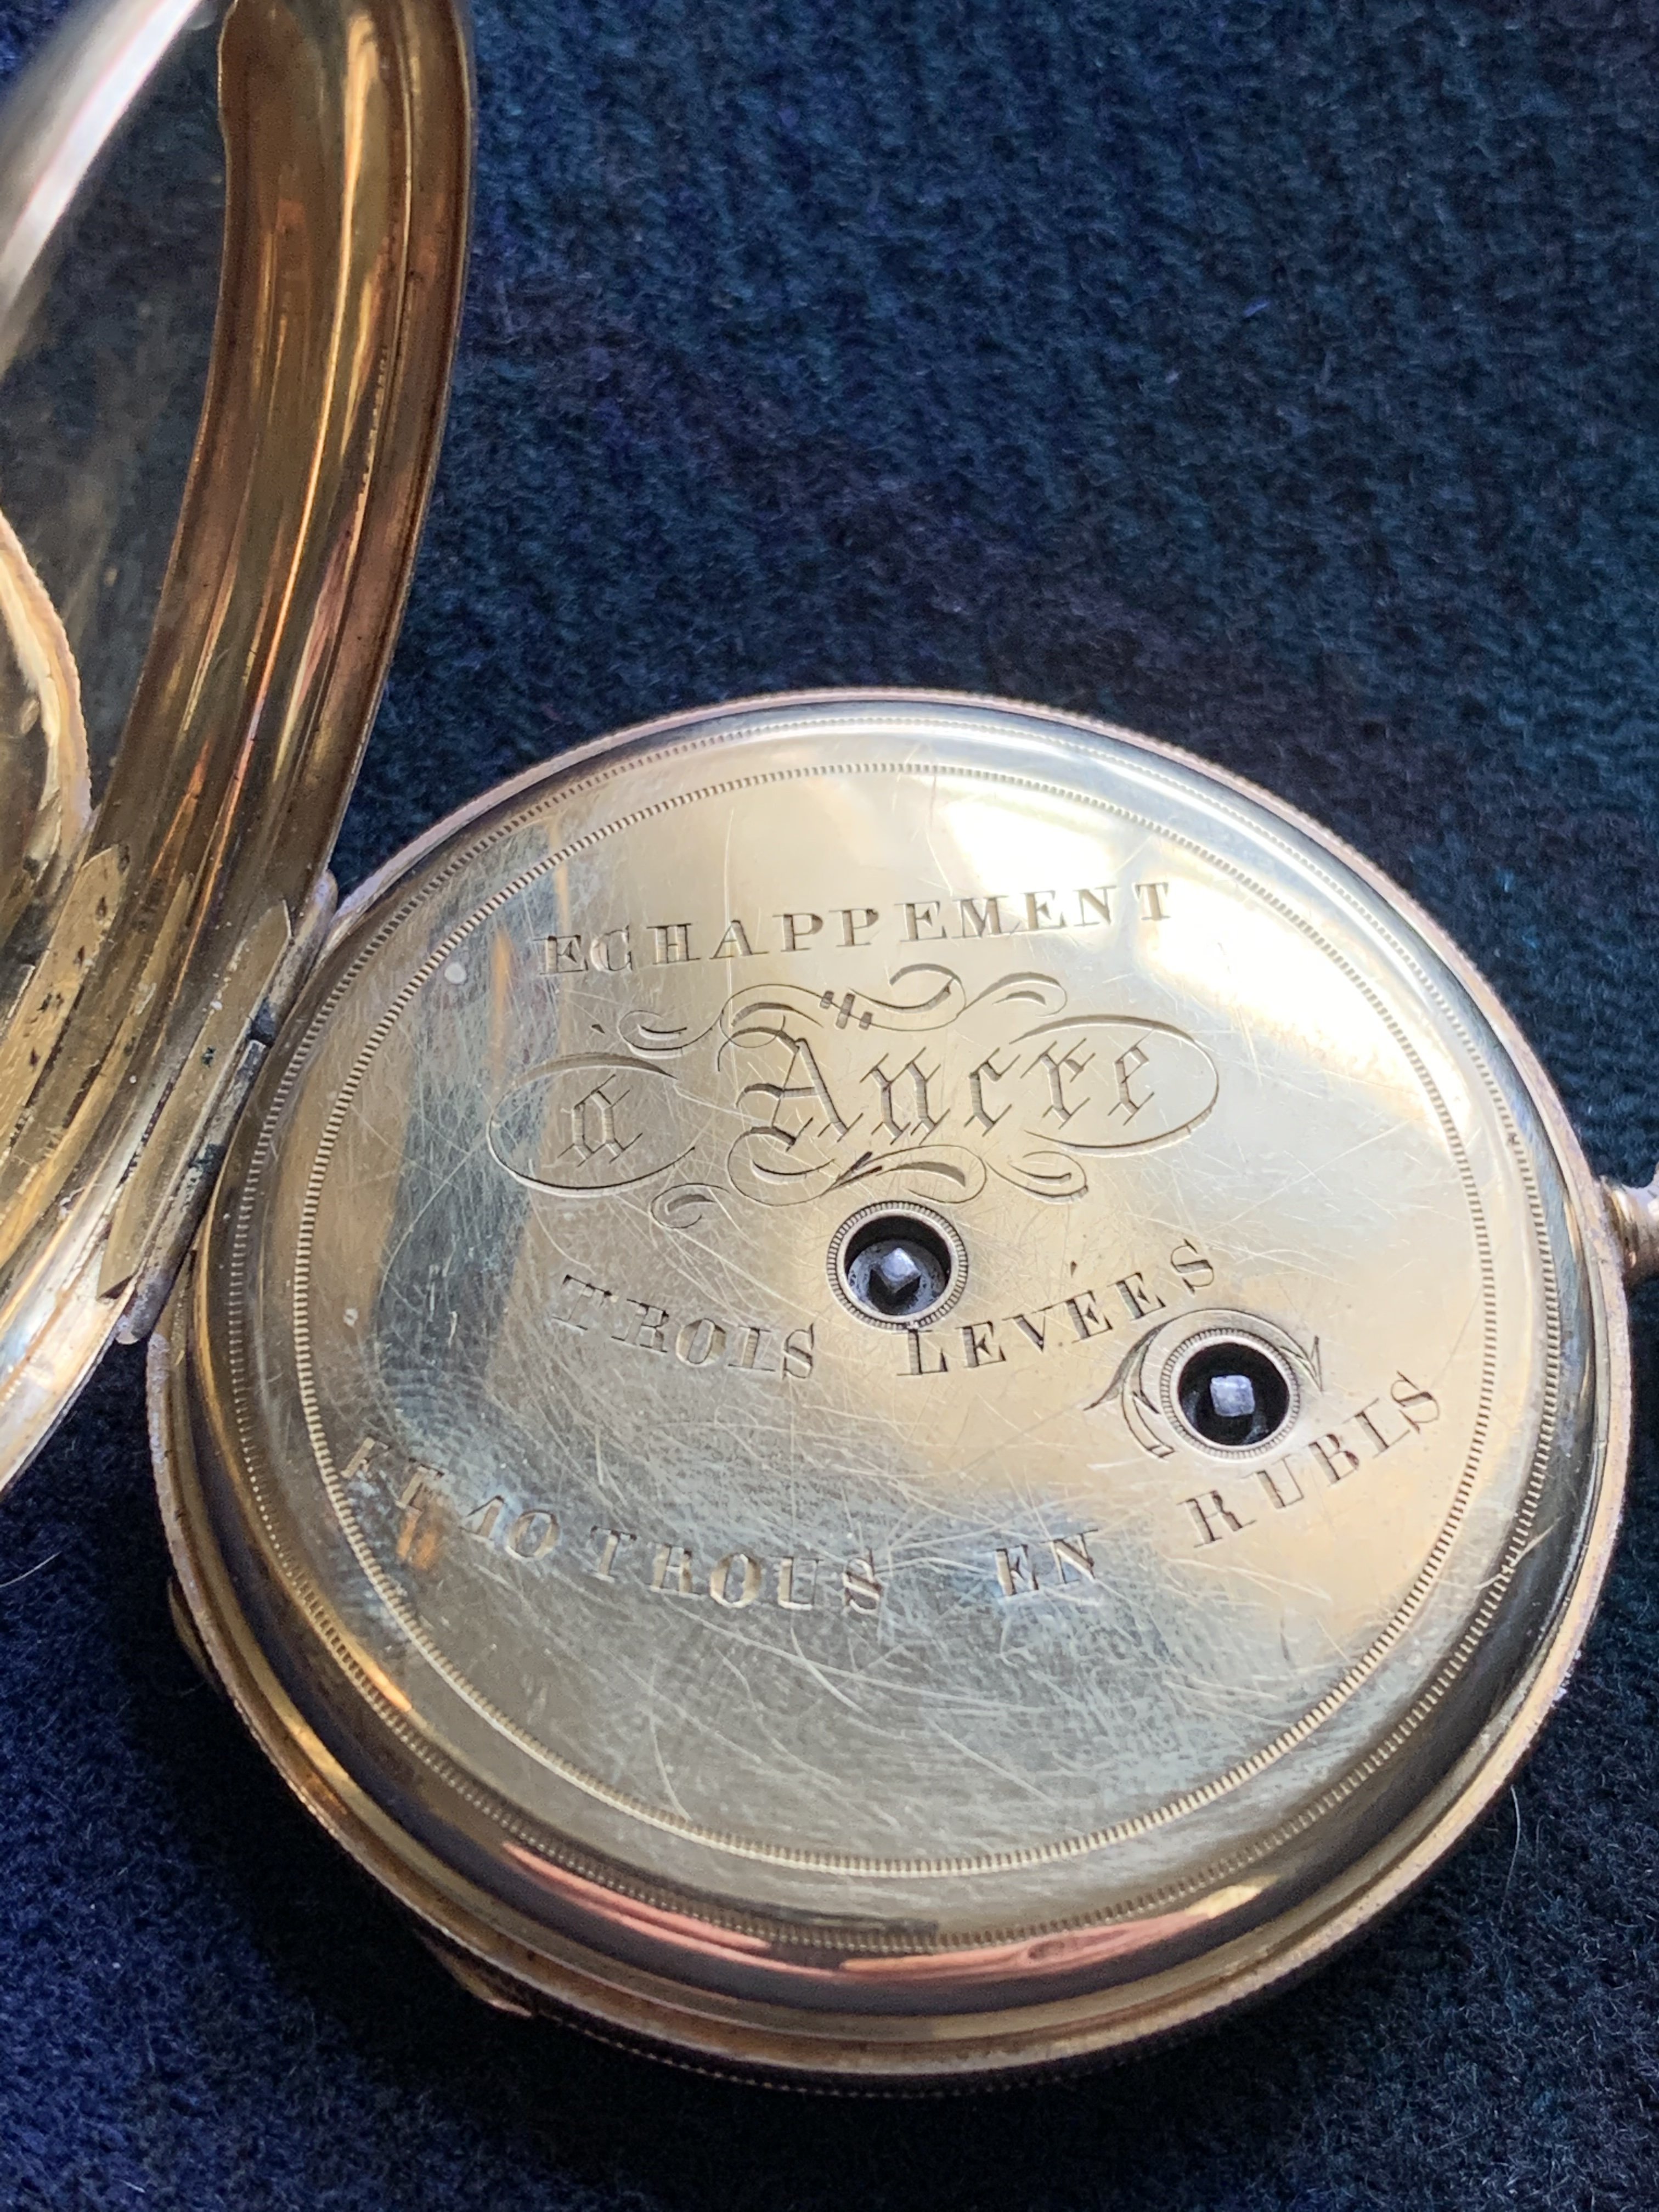 ECHAPPEMENT
à Ancre
TROIS LEVÉES
ET 10 TROUS EN RUBIS